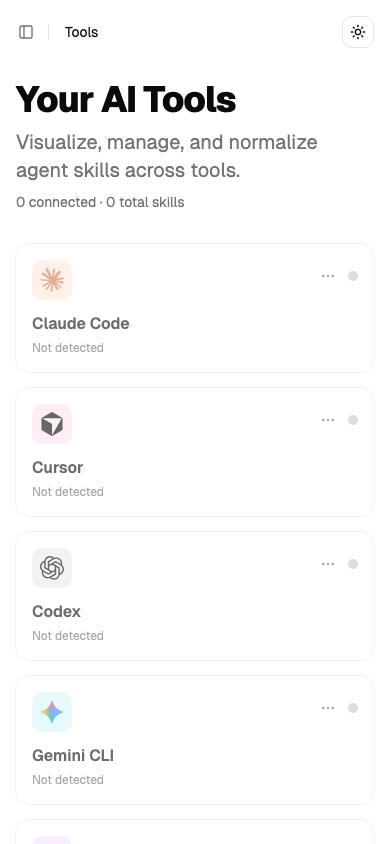 Tools
Your AI Tools
Visualize, manage, and normalize
agent skills across tools.
0 connected · 0 total skills
Claude Code
Not detected
Cursor
Not detected
Codex
Not detected
Gemini CLI
Not detected